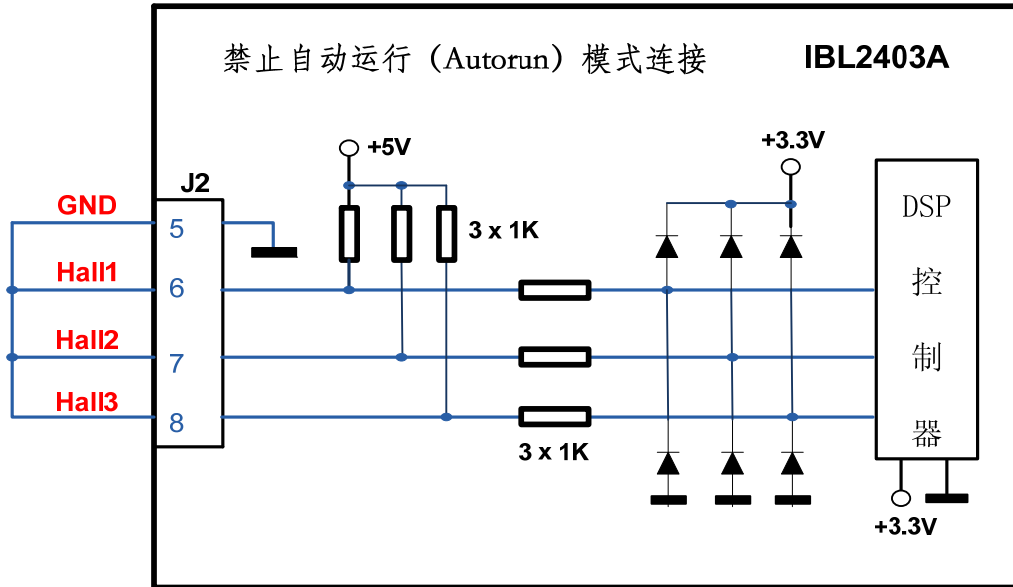 禁止自动运行（Autorun）模式连接
IBL2403A
+5V
+3.3V
J2
GND
5
3 x 1K
DSP
控
制
器
Hall1
6
Hall2
7
Hall3
8
3 x 1K
+3.3V